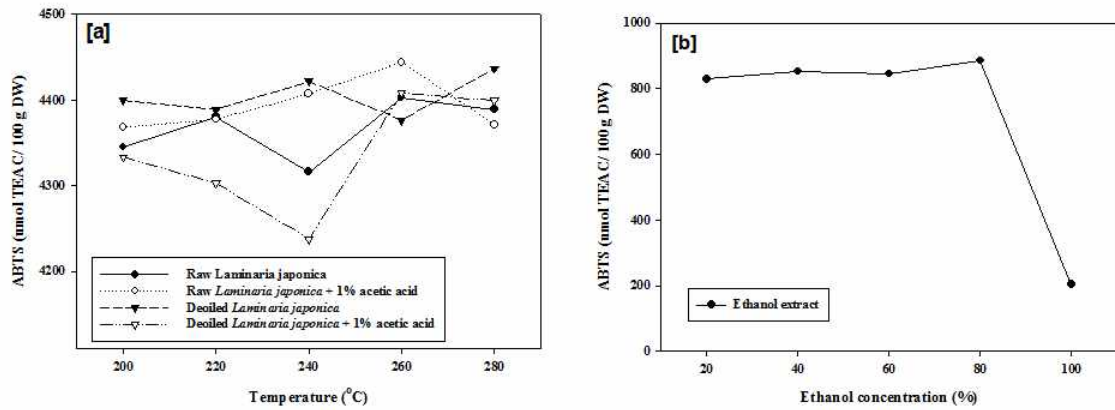 [a]
4500
4400
4300
4200
ABTS (umol TEAC/ 100 g DW)
Raw Laminaria japonica
Raw Laminaria japonica + 1% acetic acid
Deoiled Laminaria japonica
Deoiled Laminaria japonica + 1% acetic acid
200 220 240 260 280
Temperature (°C)
[b]
1000
800
600
400
200
0
ABTS (umol TEAC/ 100 g DW)
Ethanol extract
20 40 60 80 100
Ethanol concentration (%)